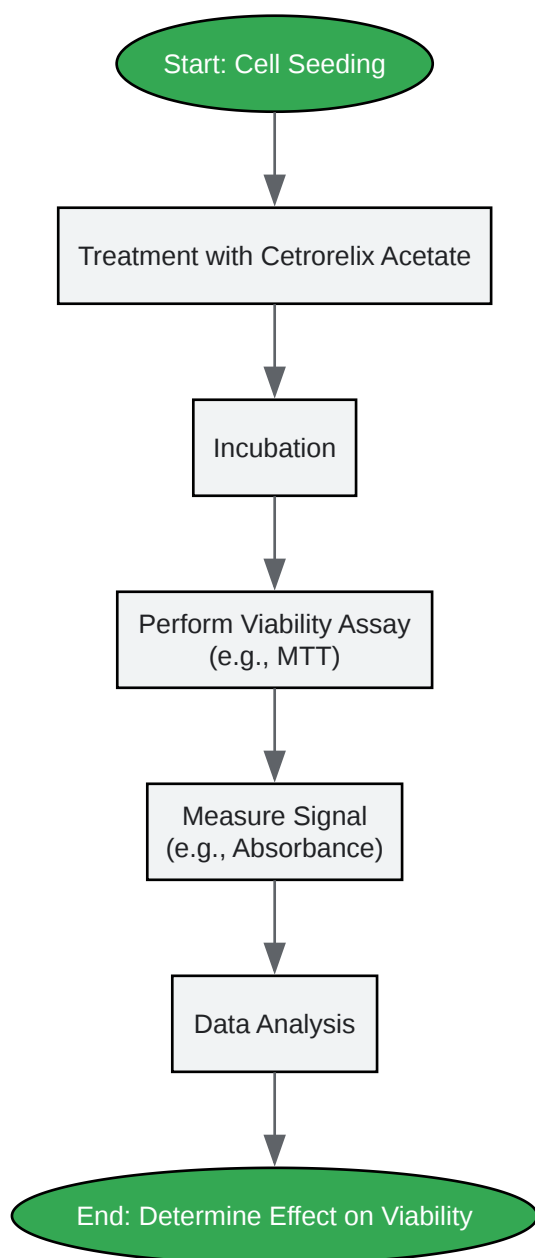 Start: Cell Seeding
Treatment with Cetrorelix Acetate
Incubation
Perform Viability Assay
(e.g., MTT)
Measure Signal
(e.g., Absorbance)
Data Analysis
End: Determine Effect on Viability